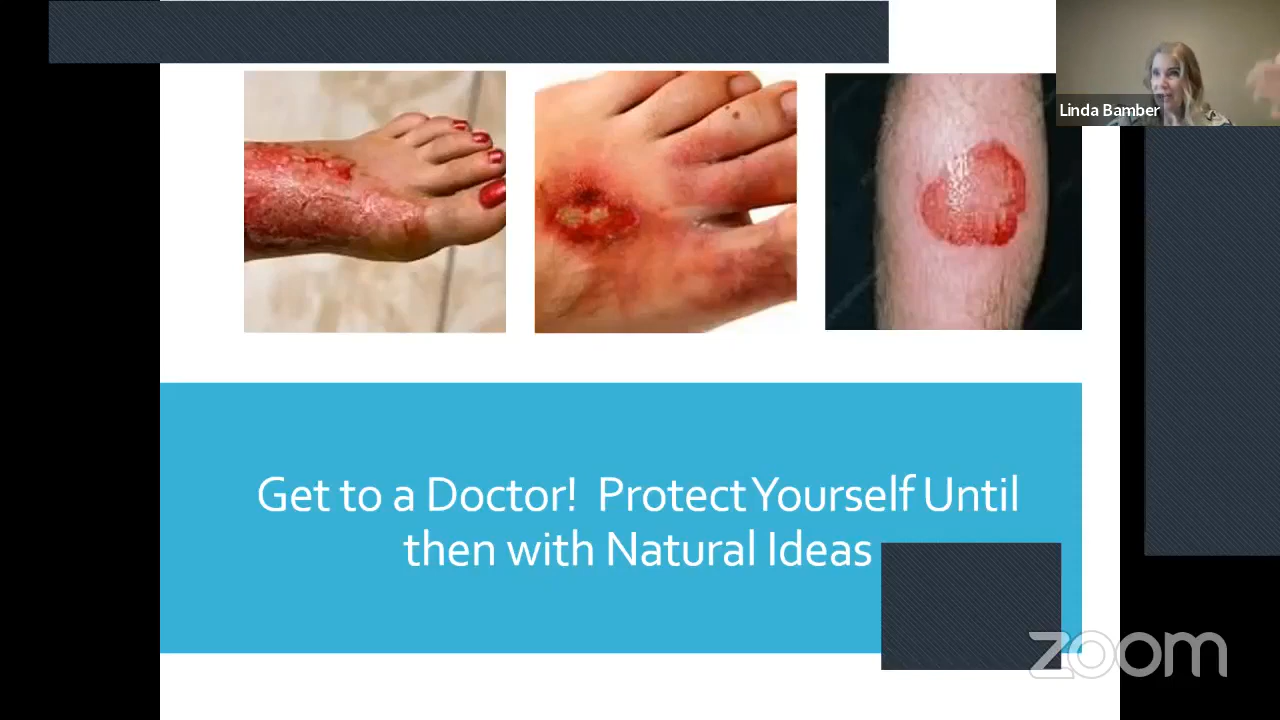 Linda Bamber
Get to a Doctor!  Protect Yourself Until
then with Natural Ideas
zoom